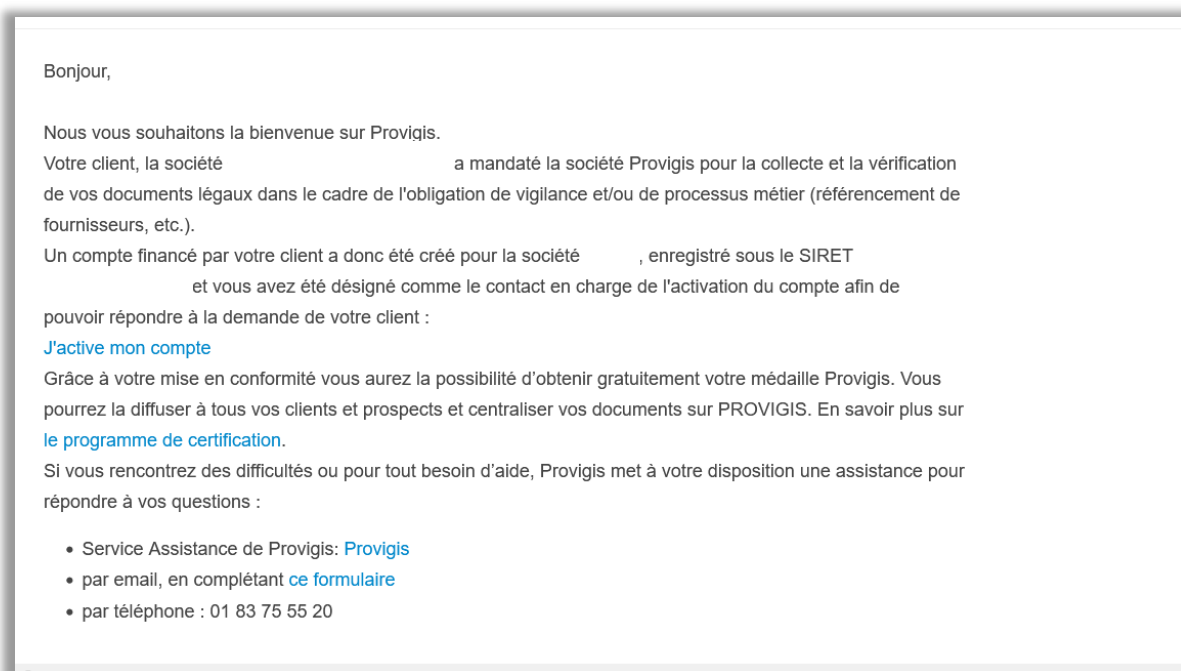 Bonjour,
Nous vous souhaitons la bienvenue sur Provigis.
Votre client, la société a mandaté la société Provigis pour la collecte et la vérification
de vos documents légaux dans le cadre de l'obligation de vigilance et/ou de processus métier (référencement de
fournisseurs, etc.).
Un compte financé par votre client a donc été créé pour la société , enregistré sous le SIRET
et vous avez été désigné comme le contact en charge de l'activation du compte afin de
pouvoir répondre à la demande de votre client :
J'active mon compte
Grâce à votre mise en conformité vous aurez la possibilité d’obtenir gratuitement votre médaille Provigis. Vous
pourrez la diffuser à tous vos clients et prospects et centraliser vos documents sur PROVIGIS. En savoir plus sur
le programme de certification.
Si vous rencontrez des difficultés ou pour tout besoin d’aide, Provigis met à votre disposition une assistance pour
répondre à vos questions :
• Service Assistance de Provigis: Provigis
• par email, en complétant ce formulaire
• par téléphone : 01 83 75 55 20